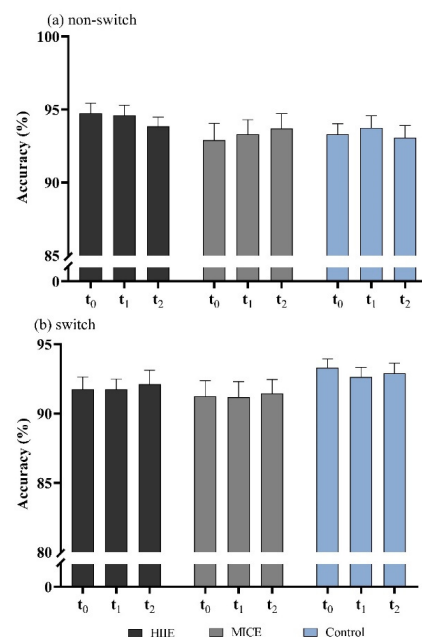 (a) non-switch
100
95
90
85
0
Accuracy (%)
t0 t1 t2 t0 t1 t2 t0 t1 t2
(b) switch
95
90
85
80
0
Accuracy (%)
t0 t1 t2 t0 t1 t2 t0 t1 t2
HIIE MICE Control